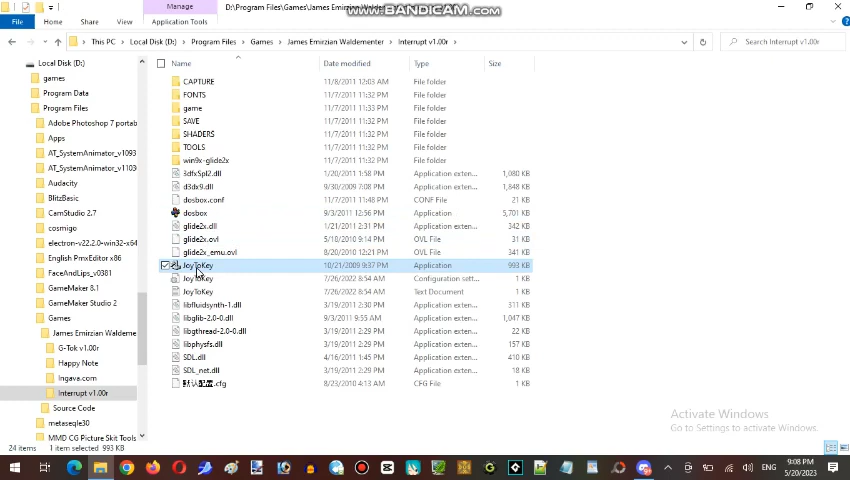 Manage
D:\Program Files\Games\James Emirzian Waldementer\Interrupt v1.00r
www.BANDICAM.com
File Home Share View Application Tools
This PC › Local Disk (D:) › Program Files › Games › James Emirzian Waldementer › Interrupt v1.00r ›
Search Interrupt v1.00r
Local Disk (D:)
games
Program Data
Program Files
Adobe Photoshop 7 portab
Apps
AT_SystemAnimator_v1093
AT_SystemAnimator_v110
Audacity
BlitzBasic
CamStudio 2.7
cosmigo
electron-v22.2.0-win32-x64
English PmxEditor x86
FaceAndLips_v0381
GameMaker 8.1
GameMaker Studio 2
Games
James Emirzian Waldeme
G-Tok v1.00r
Happy Note
Ingava.com
Interrupt v1.00r
Source Code
metaseqle30
MMD CG Picture Skit Tools
Name Date modified Type Size
CAPTURE 11/8/2011 12:03 AM File folder
FONTS 11/7/2011 11:32 PM File folder
game 11/7/2011 11:33 PM File folder
SAVE 11/7/2011 11:32 PM File folder
SHADERS 11/7/2011 11:32 PM File folder
TOOLS 11/7/2011 11:32 PM File folder
win9x-glide2x 11/7/2011 11:32 PM File folder
3dfxSpl2.dll 1/20/2011 1:58 PM Application exten... 1,080 KB
d3dx9.dll 9/30/2009 7:08 PM Application exten... 1,848 KB
dosbox.conf 11/7/2011 11:48 PM CONF File 21 KB
dosbox 9/3/2011 12:56 PM Application 5,701 KB
glide2x.dll 1/21/2011 2:31 PM Application exten... 342 KB
glide2x.ovl 5/18/2010 9:14 PM OVL File 31 KB
glide2x_emu.ovl 8/20/2010 12:21 PM OVL File 341 KB
JoyToKey 10/21/2009 9:37 PM Application 993 KB
JoyToKey 7/26/2022 8:54 AM Configuration sett... 1 KB
JoyToKey 7/26/2022 8:54 AM Text Document 1 KB
libfluidsynth-1.dll 3/19/2011 2:30 PM Application exten... 311 KB
libglib-2.0-0.dll 9/3/2011 9:55 AM Application exten... 1,047 KB
libgthread-2.0-0.dll 3/19/2011 2:29 PM Application exten... 22 KB
libphysfs.dll 3/19/2011 2:29 PM Application exten... 157 KB
SDL.dll 4/16/2011 1:45 PM Application exten... 410 KB
SDL_net.dll 3/19/2011 2:29 PM Application exten... 18 KB
默认配置.cfg 8/23/2010 4:13 AM CFG File 1 KB
Activate Windows
Go to Settings to activate Windows.
24 items 1 item selected 993 KB
ENG
9:08 PM
5/20/2023